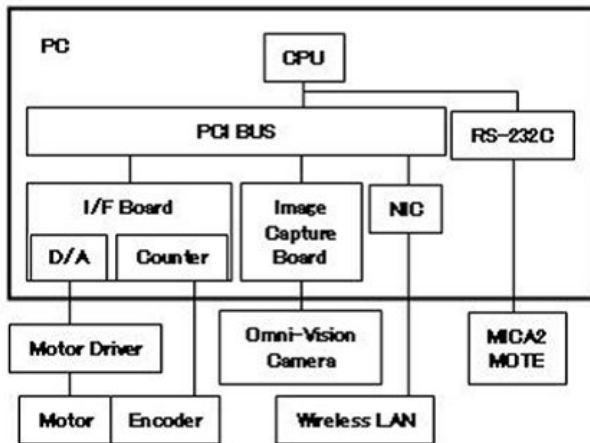 PC
CPU
PCI BUS
RS-232C
I/F Board
D/A
Counter
Image
Capture
Board
NIC
Motor Driver
Omni-Vision
Camera
MICA2
MOTE
Motor
Encoder
Wireless LAN